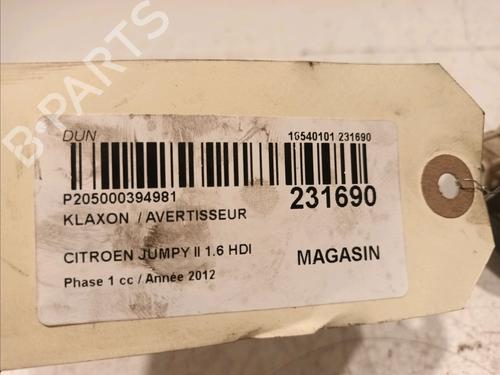 DUN
16540101 231690
P205000394981
231690
KLAXON / AVERTISSEUR
CITROEN JUMPY II 1.6 HDI
MAGASIN
Phase 1 cc / Année 2012
B-PARTS